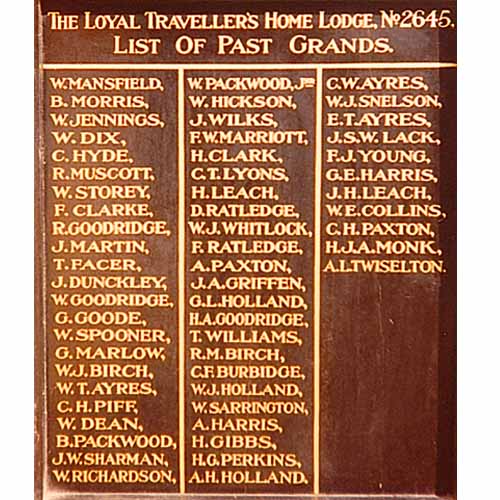 THE LOYAL TRAVELLER'S HOME LODGE, No 2645.
LIST OF PAST GRANDS.
W. MANSFIELD,
B. MORRIS,
W. JENNINGS,
W. DIX,
C. HYDE,
R. MUSCOTT,
W. STOREY,
F. CLARKE,
R. GOODRIDGE,
J. MARTIN,
T. FACER,
J. DUNCKLEY,
W. GOODRIDGE,
G. GOODE,
W. SPOONER,
G. MARLOW,
W. J. BIRCH,
W. T. AYRES,
C. H. PIFF,
W. DEAN,
B. PACKWOOD,
J. W. SHARMAN,
W. RICHARDSON,
W. PACKWOOD, Jnr
W. HICKSON,
J. WILKS,
F. W. MARRIOTT,
H. CLARK,
C. T. LYONS,
H. LEACH,
D. RATLEDGE,
W. J. WHITLOCK,
F. RATLEDGE,
A. PAXTON,
J. A. GRIFFEN,
G. L. HOLLAND,
H. A. GOODRIDGE,
T. WILLIAMS,
R. M. BIRCH,
C. F. BURBIDGE,
W. J. HOLLAND,
W. SARRINGTON,
A. HARRIS,
H. GIBBS,
H. G. PERKINS,
A. H. HOLLAND.
C. W. AYRES,
W. J. SNELSON,
E. T. AYRES,
J. S. W. LACK,
F. J. YOUNG,
G. E. HARRIS,
J. H. LEACH,
W. E. COLLINS,
C. H. PAXTON,
H. J. A. MONK,
A. L. TWISELTON.